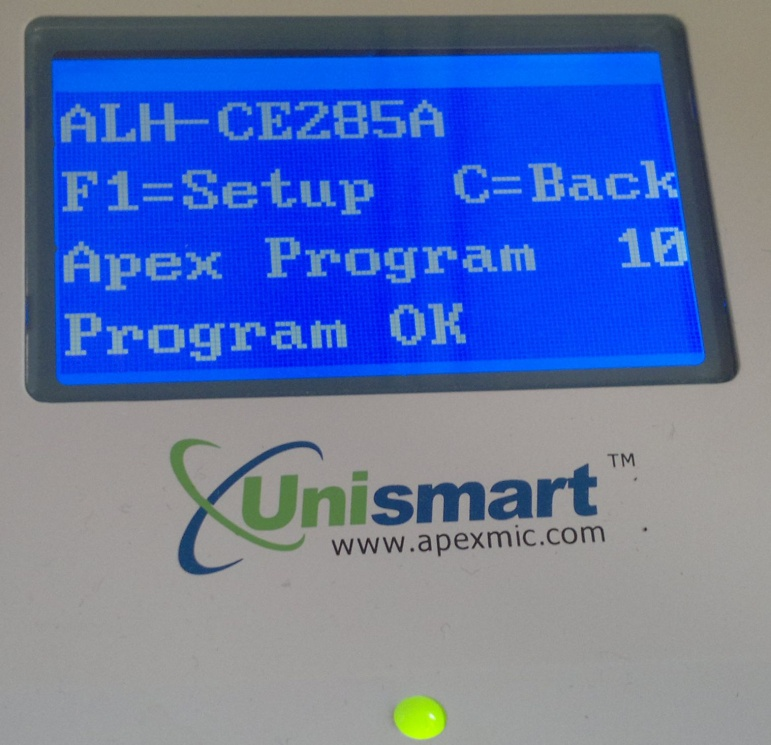 ALH-CE285A
F1=Setup C=Back
Apex Program 10
Program OK
Unismart™
www.apexmic.com